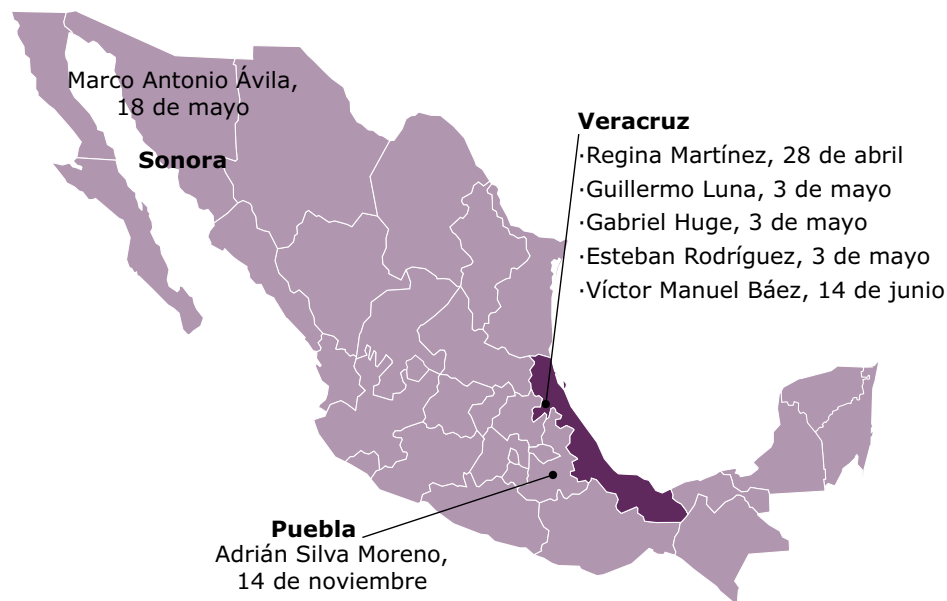 Marco Antonio Ávila,
18 de mayo
Sonora
Veracruz
·Regina Martínez, 28 de abril
·Guillermo Luna, 3 de mayo
·Gabriel Huge, 3 de mayo
·Esteban Rodríguez, 3 de mayo
·Víctor Manuel Báez, 14 de junio
Puebla
Adrián Silva Moreno,
14 de noviembre